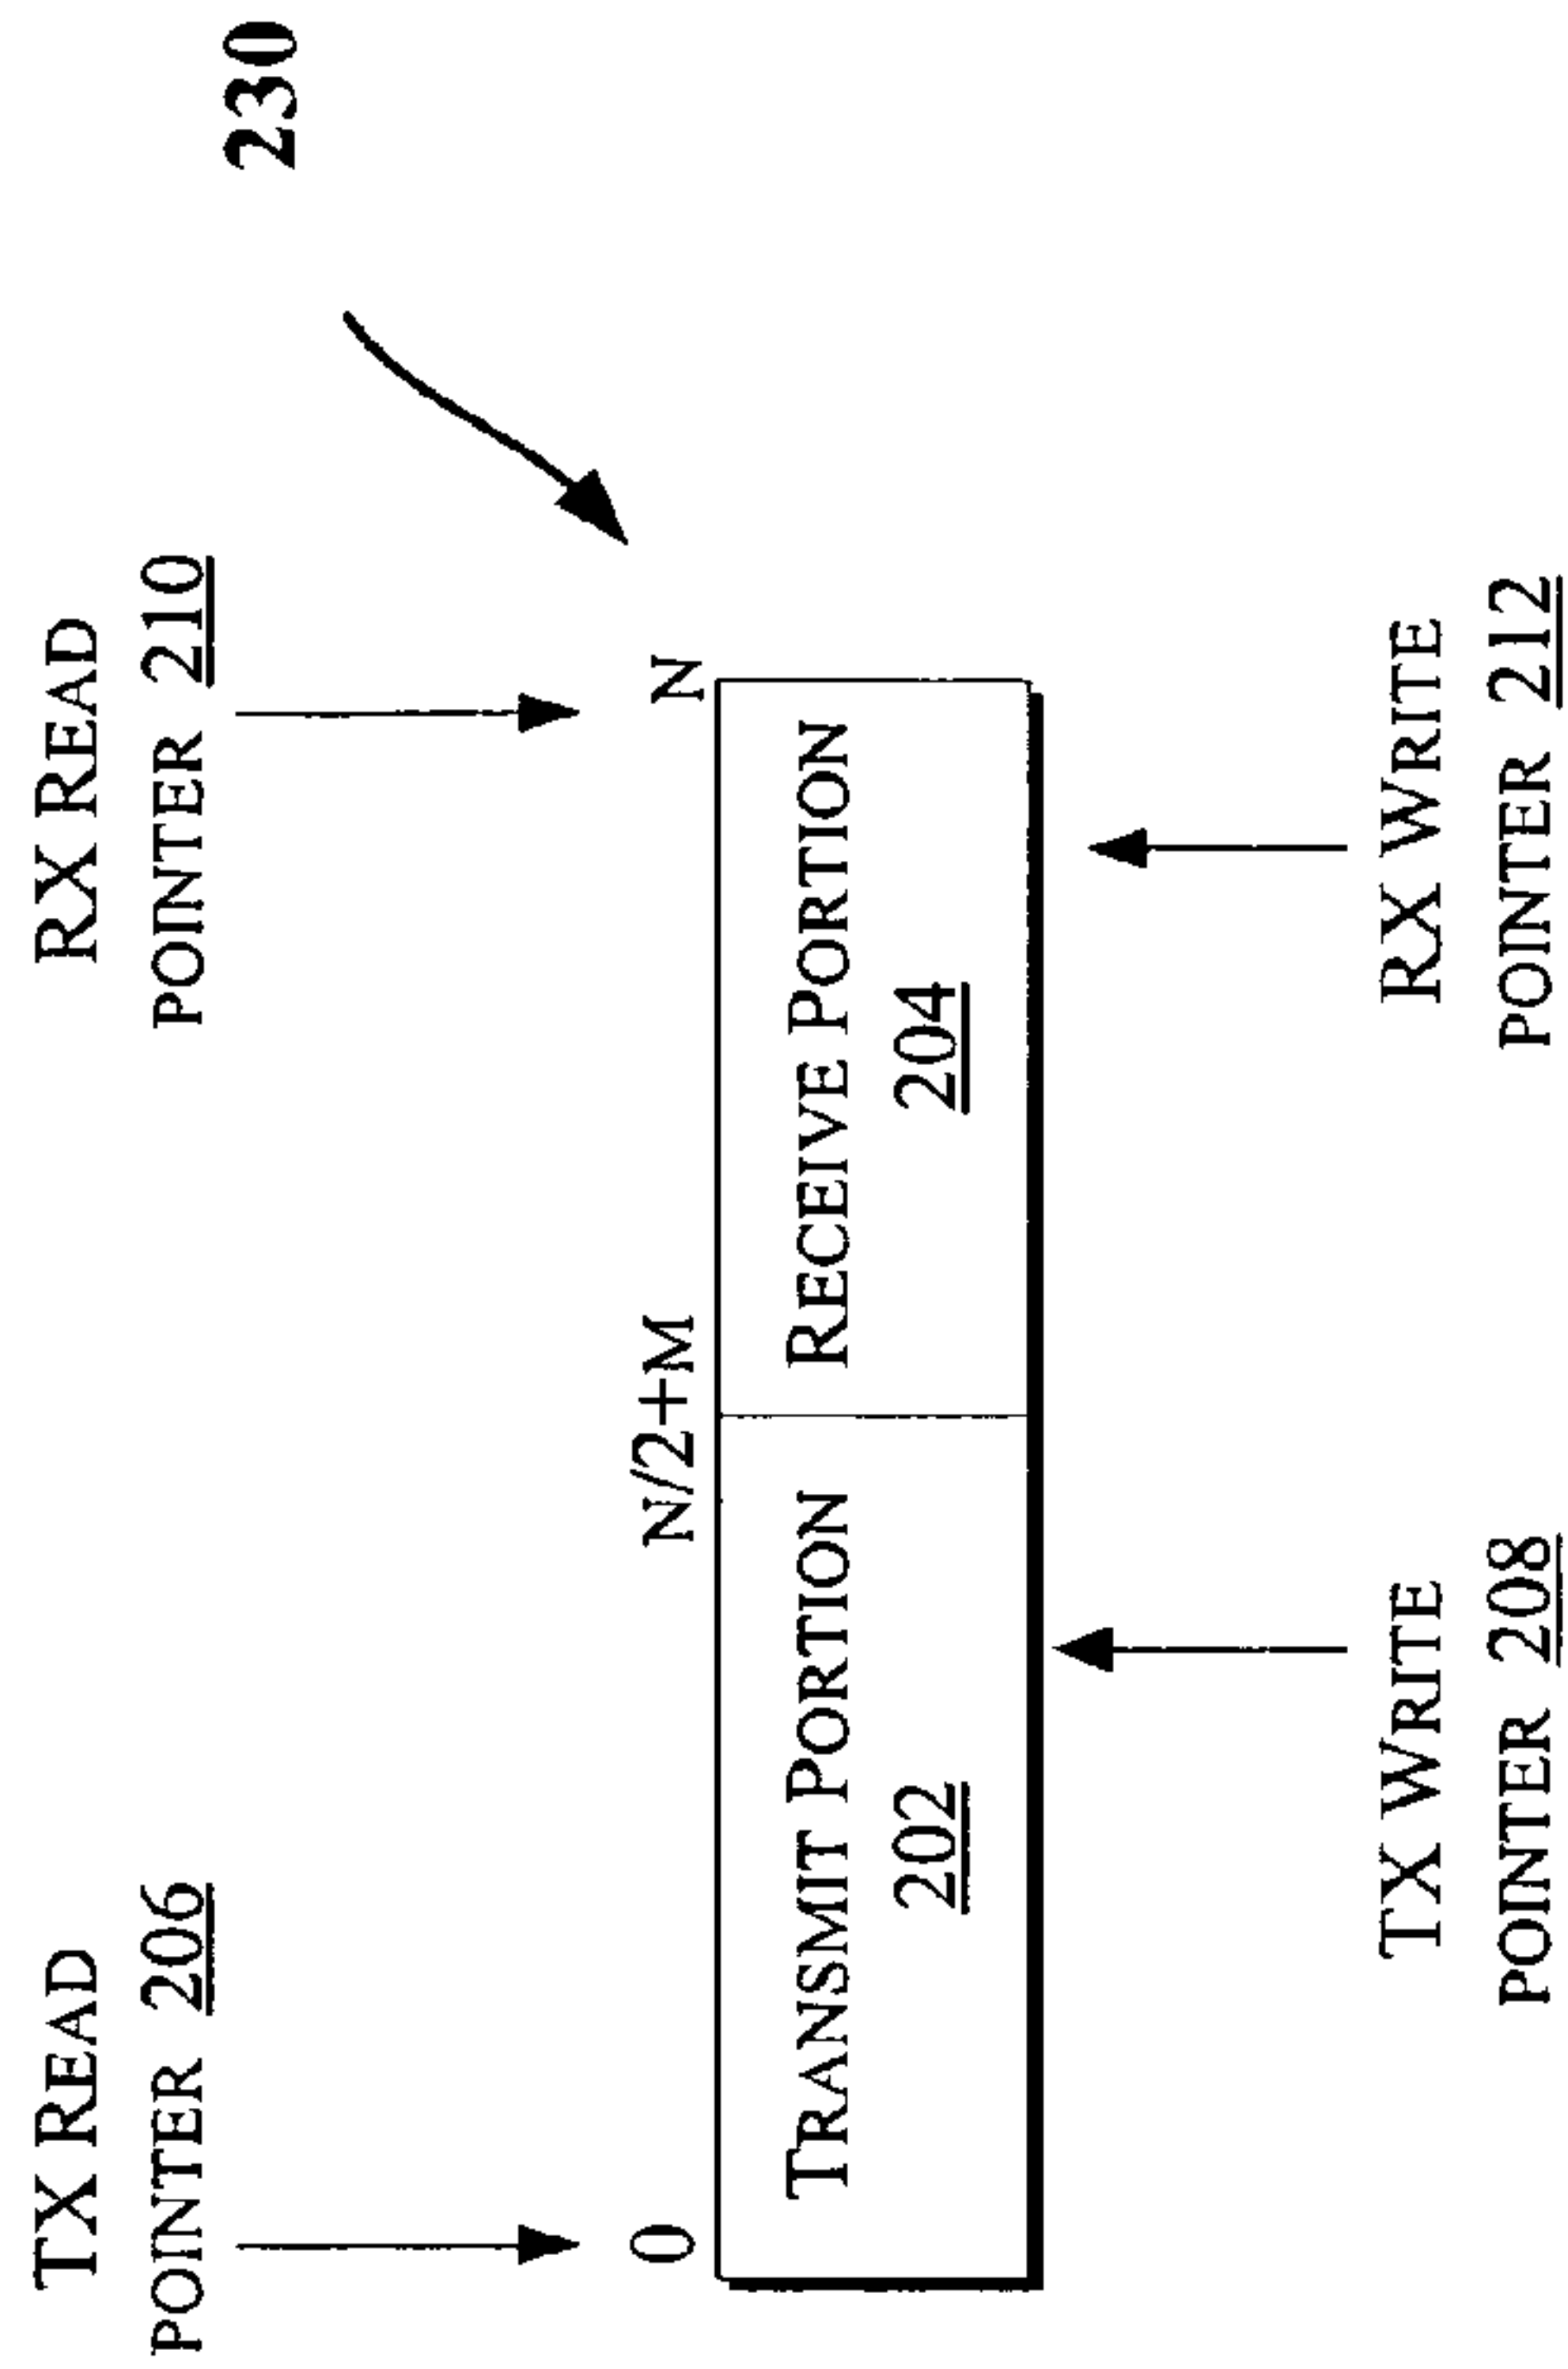 230
TX READ
POINTER 206
RX READ
POINTER 210
0
N/2+M
N
TRANSMIT PORTION
202
RECEIVE PORTION
204
TX WRITE
POINTER 208
RX WRITE
POINTER 212